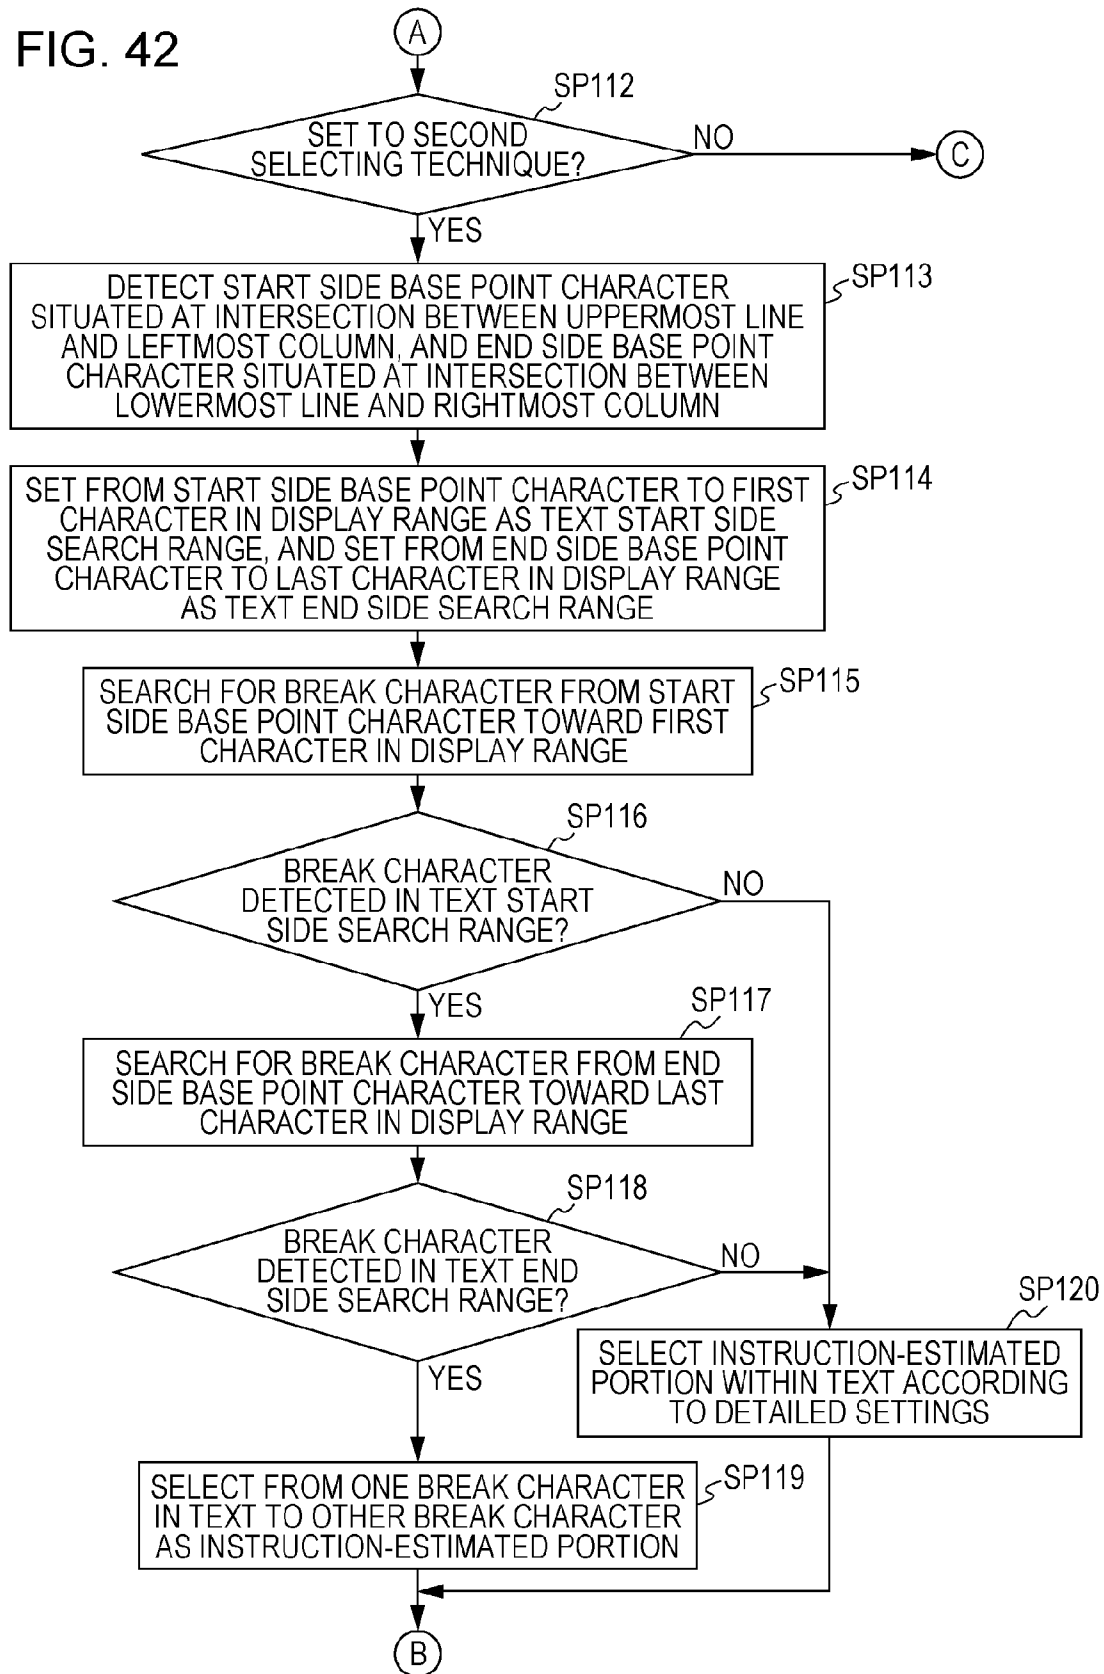 FIG. 42
A
SP112
SET TO SECOND
SELECTING TECHNIQUE?
NO
C
YES
SP113
DETECT START SIDE BASE POINT CHARACTER
SITUATED AT INTERSECTION BETWEEN UPPERMOST LINE
AND LEFTMOST COLUMN, AND END SIDE BASE POINT
CHARACTER SITUATED AT INTERSECTION BETWEEN
LOWERMOST LINE AND RIGHTMOST COLUMN
SP114
SET FROM START SIDE BASE POINT CHARACTER TO FIRST
CHARACTER IN DISPLAY RANGE AS TEXT START SIDE
SEARCH RANGE, AND SET FROM END SIDE BASE POINT
CHARACTER TO LAST CHARACTER IN DISPLAY RANGE
AS TEXT END SIDE SEARCH RANGE
SP115
SEARCH FOR BREAK CHARACTER FROM START
SIDE BASE POINT CHARACTER TOWARD FIRST
CHARACTER IN DISPLAY RANGE
SP116
BREAK CHARACTER
DETECTED IN TEXT START
SIDE SEARCH RANGE?
NO
YES
SP117
SEARCH FOR BREAK CHARACTER FROM END
SIDE BASE POINT CHARACTER TOWARD LAST
CHARACTER IN DISPLAY RANGE
SP118
BREAK CHARACTER
DETECTED IN TEXT END
SIDE SEARCH RANGE?
NO
YES
SP120
SELECT INSTRUCTION-ESTIMATED
PORTION WITHIN TEXT ACCORDING
TO DETAILED SETTINGS
SP119
SELECT FROM ONE BREAK CHARACTER
IN TEXT TO OTHER BREAK CHARACTER
AS INSTRUCTION-ESTIMATED PORTION
B